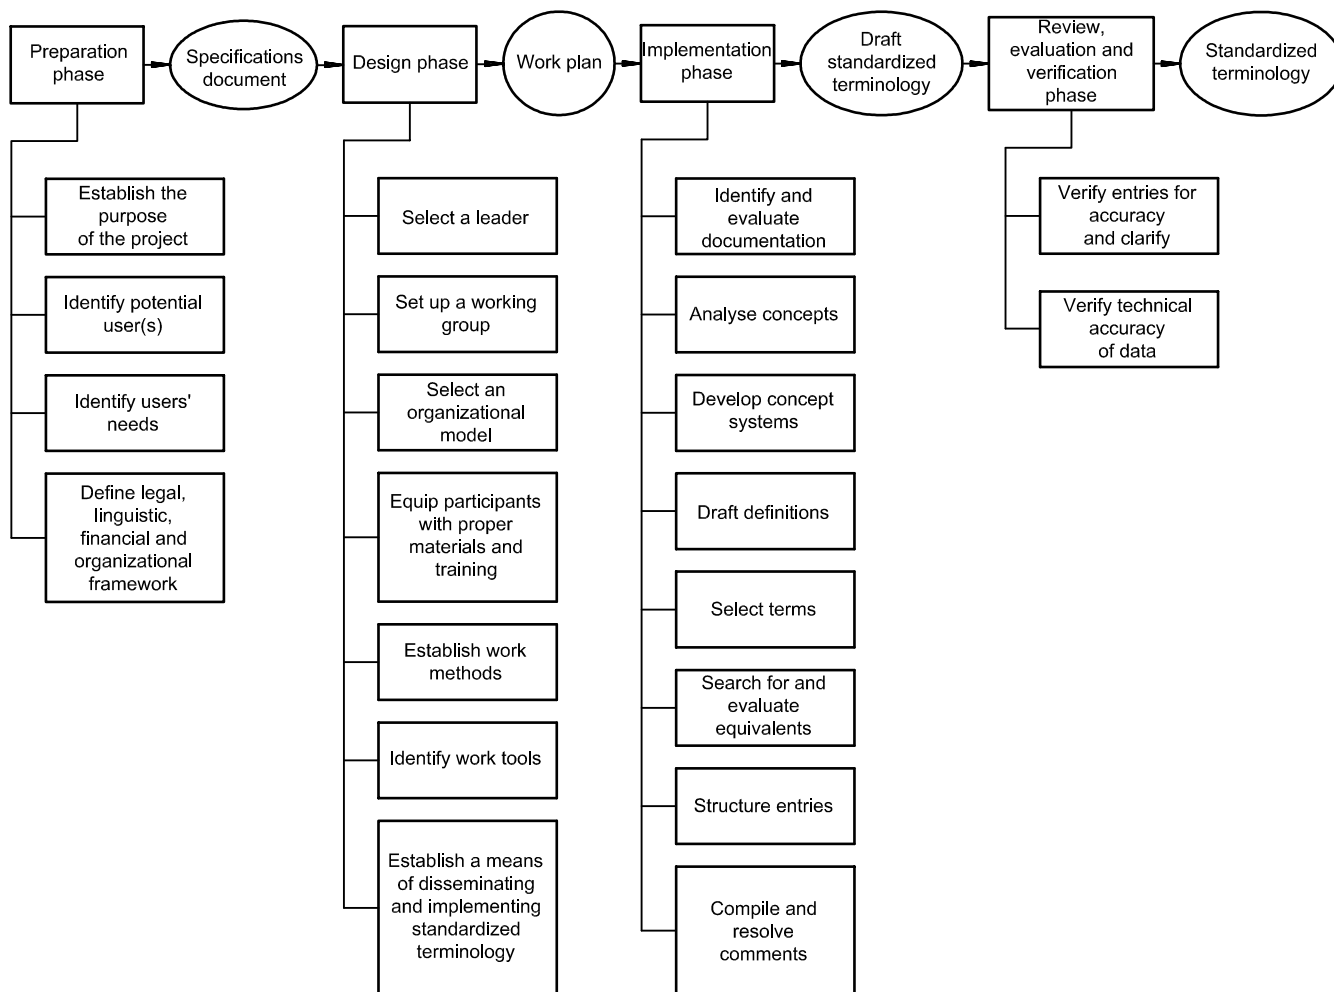 Preparation
phase
Specifications
document
Design phase
Work plan
Implementation
phase
Draft
standardized
terminology
Review,
evaluation and
verification
phase
Standardized
terminology
Establish the
purpose
of the project
Identify potential
user(s)
Identify users'
needs
Define legal,
linguistic,
financial and
organizational
framework
Select a leader
Set up a working
group
Select an
organizational
model
Equip participants
with proper
materials and
training
Establish work
methods
Identify work tools
Establish a means
of disseminating
and implementing
standardized
terminology
Identify and
evaluate
documentation
Analyse concepts
Develop concept
systems
Draft definitions
Select terms
Search for and
evaluate
equivalents
Structure entries
Compile and
resolve
comments
Verify entries for
accuracy
and clarify
Verify technical
accuracy
of data